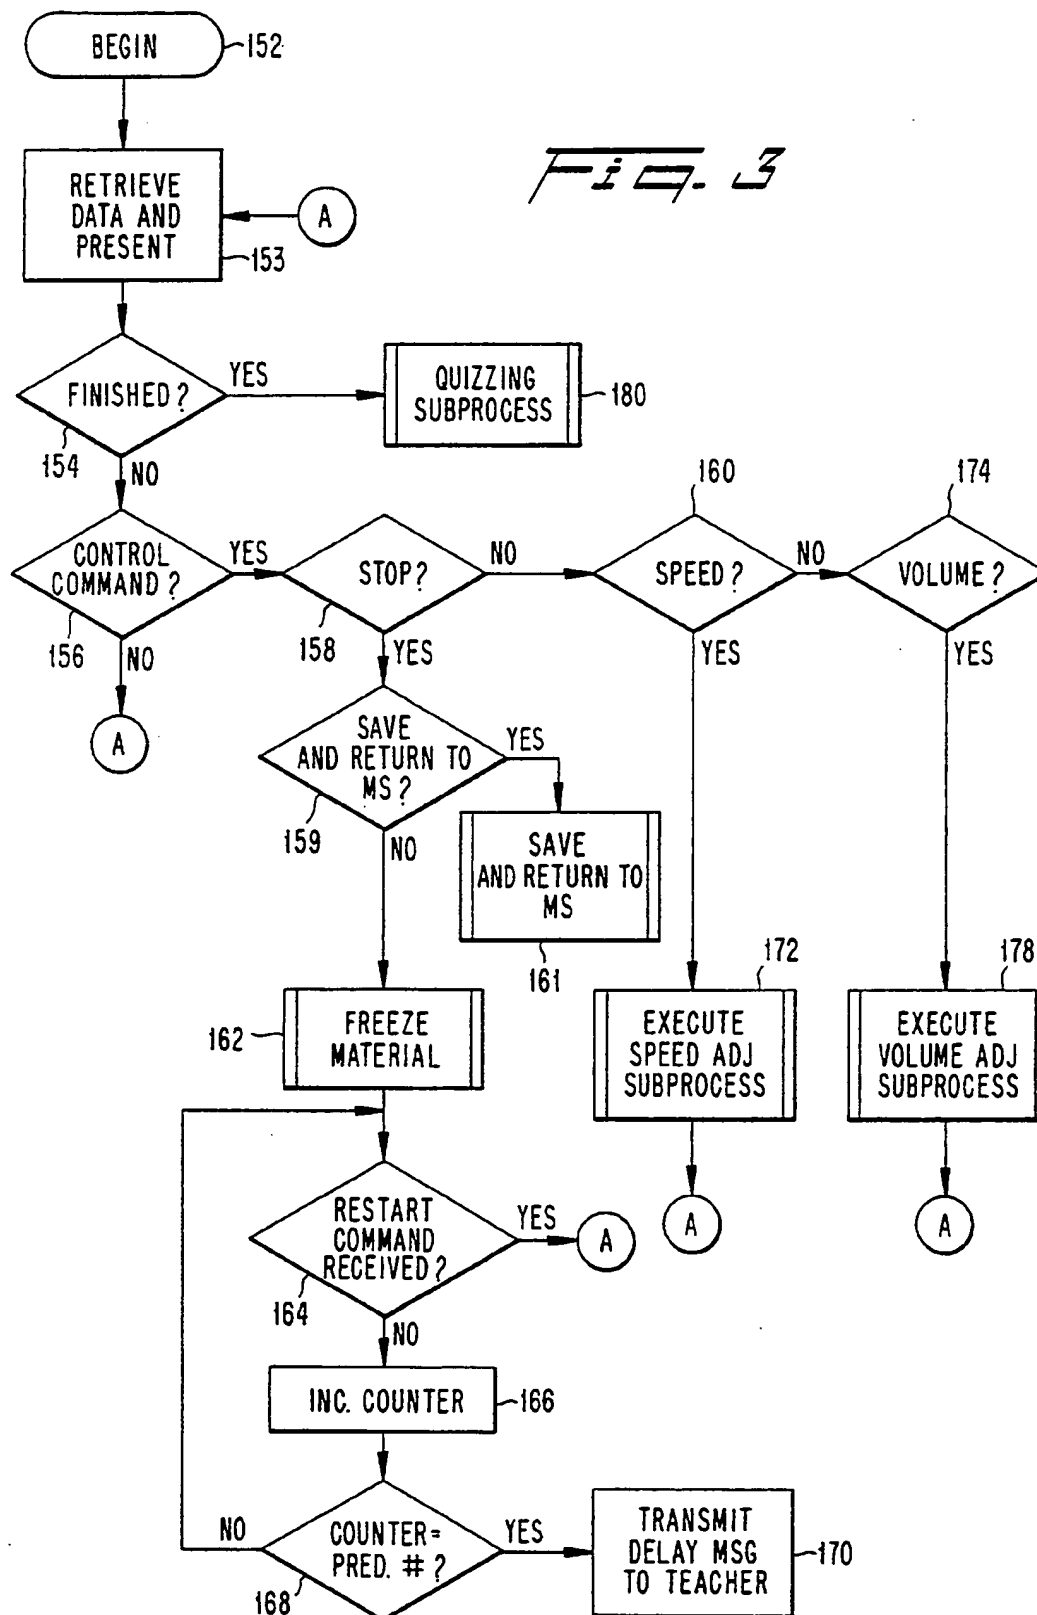 BEGIN
152
Fig. 3
RETRIEVE
DATA AND
PRESENT
153
A
FINISHED?
154
YES
NO
QUIZZING
SUBPROCESS
180
CONTROL
COMMAND?
156
YES
NO
A
STOP?
158
NO
YES
160
SPEED?
NO
YES
174
VOLUME?
YES
SAVE
AND RETURN TO
MS?
159
YES
NO
SAVE
AND RETURN TO
MS
161
162
FREEZE
MATERIAL
172
EXECUTE
SPEED ADJ
SUBPROCESS
A
178
EXECUTE
VOLUME ADJ
SUBPROCESS
A
RESTART
COMMAND
RECEIVED?
164
YES
A
NO
INC. COUNTER
166
COUNTER=
PRED. #?
168
NO
YES
TRANSMIT
DELAY MSG
TO TEACHER
170